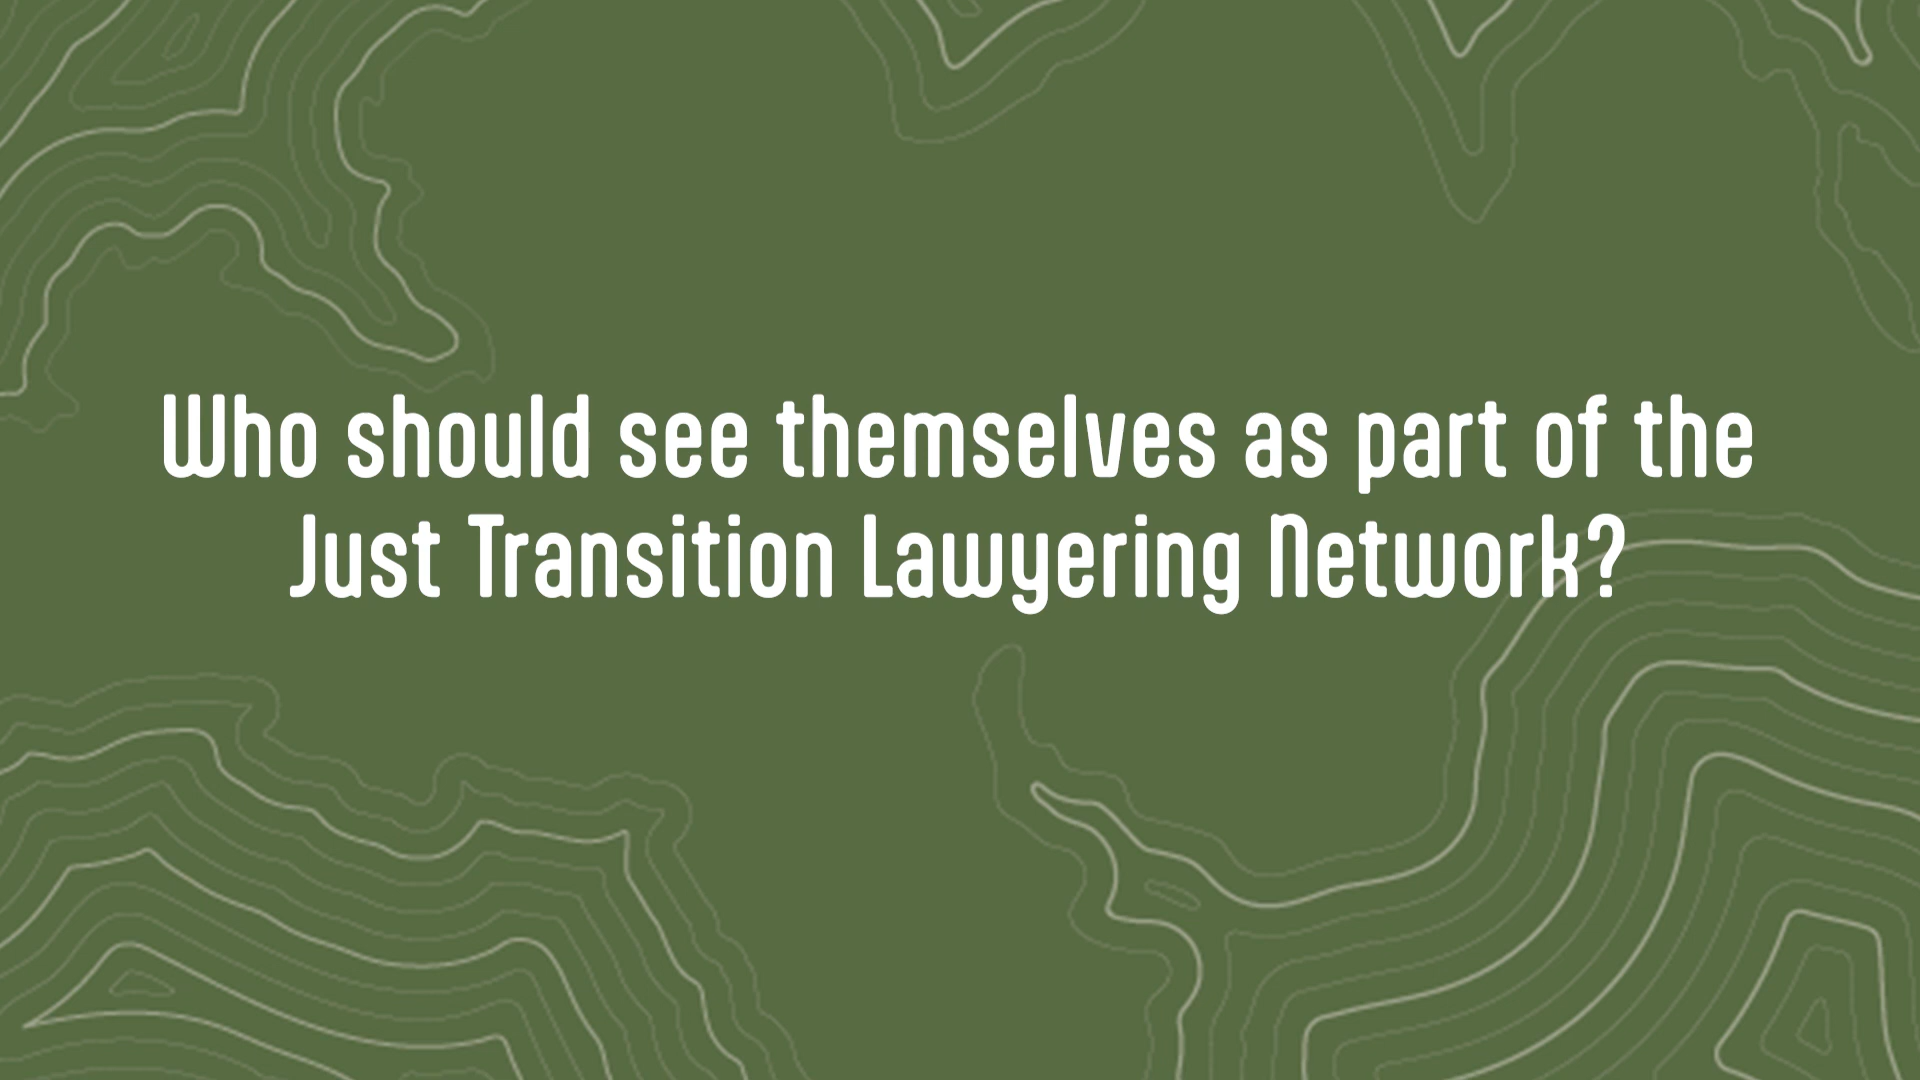 Who should see themselves as part of the
Just Transition Lawyering Network?